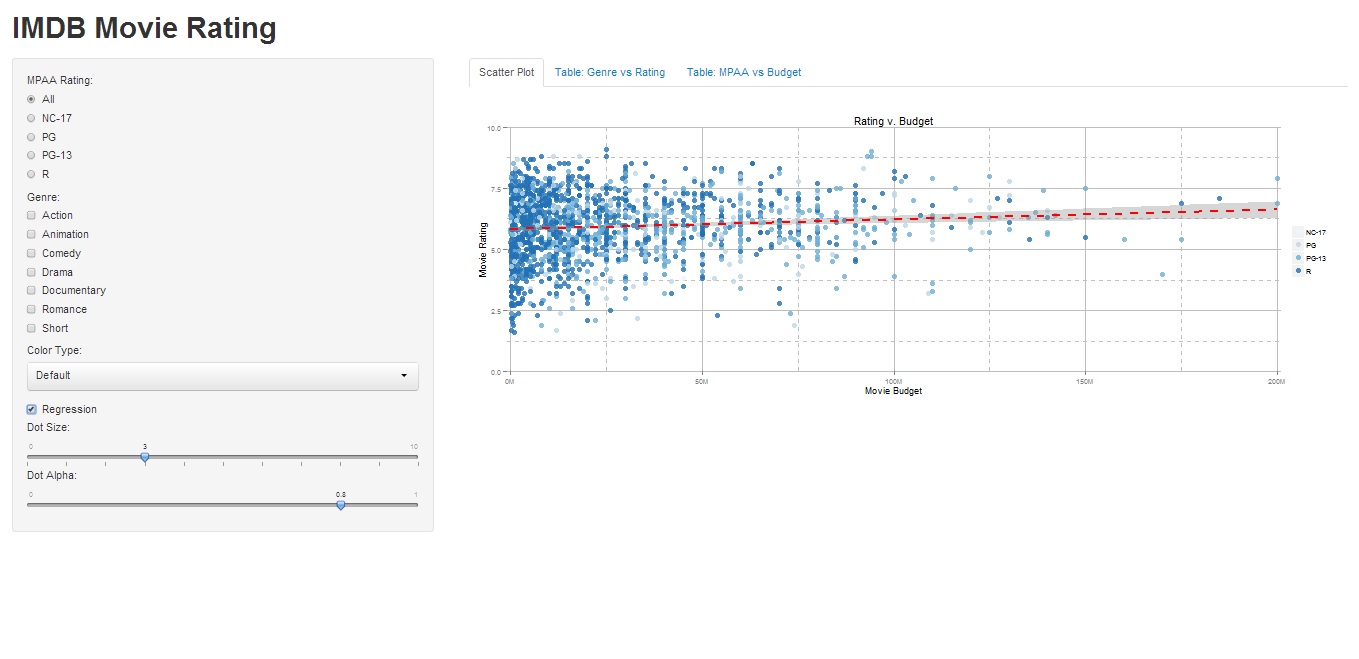 IMDB Movie Rating
MPAA Rating:
All
NC-17
PG
PG-13
R
Genre:
Action
Animation
Comedy
Drama
Documentary
Romance
Short
Color Type:
Default
Regression
Dot Size:
0 3 10
Dot Alpha:
0 0.8 1
Scatter Plot Table: Genre vs Rating Table: MPAA vs Budget
Rating v. Budget
10.0
7.5
5.0
2.5
0.0
Movie Rating
0M 50M 100M 150M 200M
Movie Budget
NC-17
PG
PG-13
R